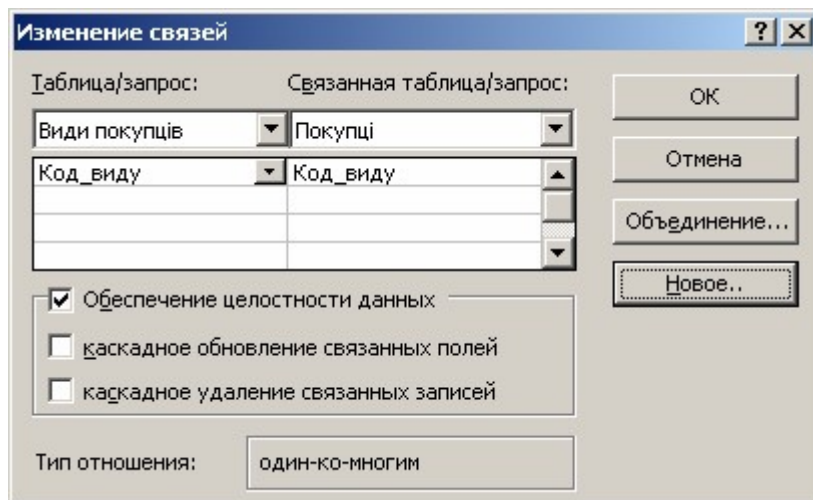 Изменение связей
Таблица/запрос: Связанная таблица/запрос:
Види покупців Покупці
Код_виду Код_виду
Обеспечение целостности данных
каскадное обновление связанных полей
каскадное удаление связанных записей
Тип отношения: один-ко-многим
ОК
Отмена
Объединение...
Новое..